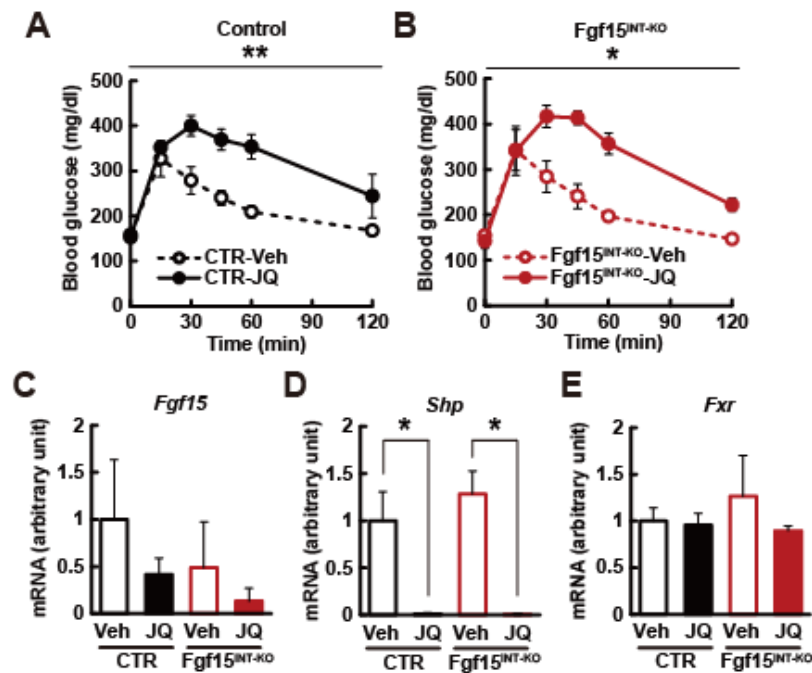 A
Control
**
Blood glucose (mg/dl)
500
400
300
200
100
0
CTR-Veh
CTR-JQ
0 30 60 90 120
Time (min)
B
Fgf15INT-KO
*
Blood glucose (mg/dl)
500
400
300
200
100
0
Fgf15INT-KO-Veh
Fgf15INT-KO-JQ
0 30 60 90 120
Time (min)
C
Fgf15
mRNA (arbitrary unit)
2
1.5
1
0.5
0
Veh JQ Veh JQ
CTR Fgf15INT-KO
D
Shp
* *
mRNA (arbitrary unit)
2
1.5
1
0.5
0
Veh JQ Veh JQ
CTR Fgf15INT-KO
E
Fxr
mRNA (arbitrary unit)
2
1.5
1
0.5
0
Veh JQ Veh JQ
CTR Fgf15INT-KO